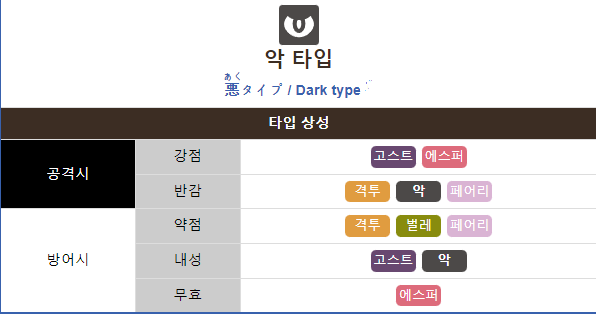 악 타입
あく
悪タイプ / Dark type
타입 상성
공격시 강점 고스트 에스퍼
반감 격투 악 페어리
방어시 약점 격투 벌레 페어리
내성 고스트 악
무효 에스퍼